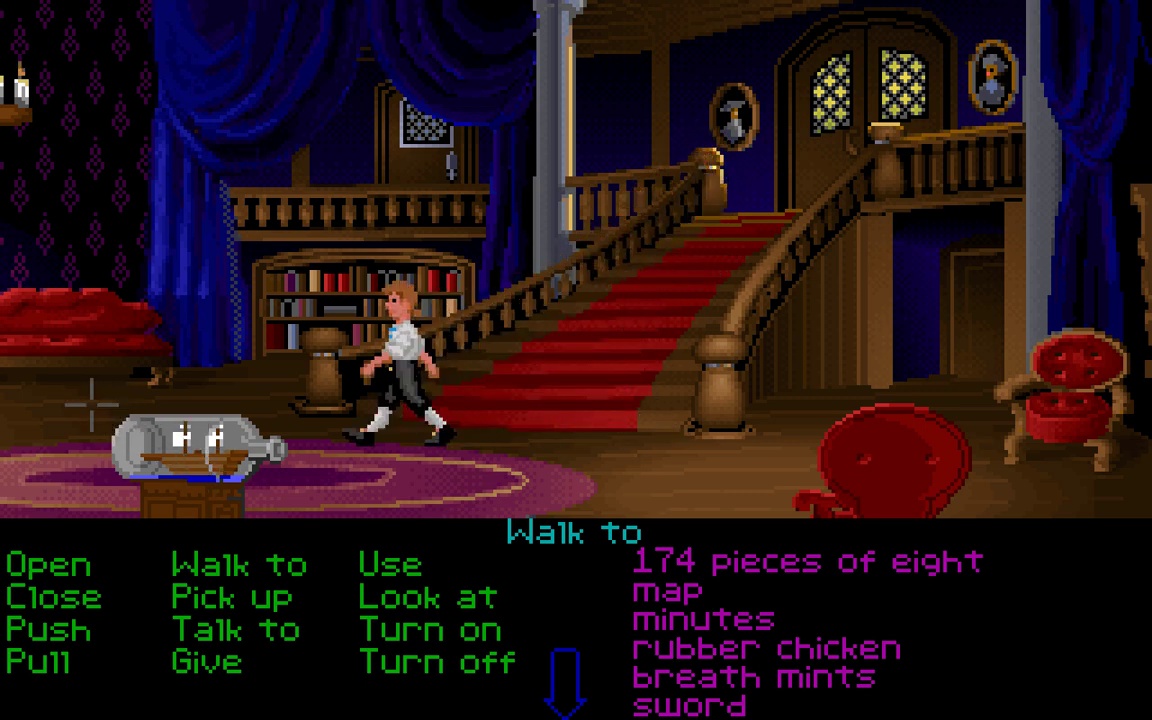 Walk to
Open Walk to Use
Close Pick up Look at
Push Talk to Turn on
Pull Give Turn off
174 pieces of eight
map
minutes
rubber chicken
breath mints
sword